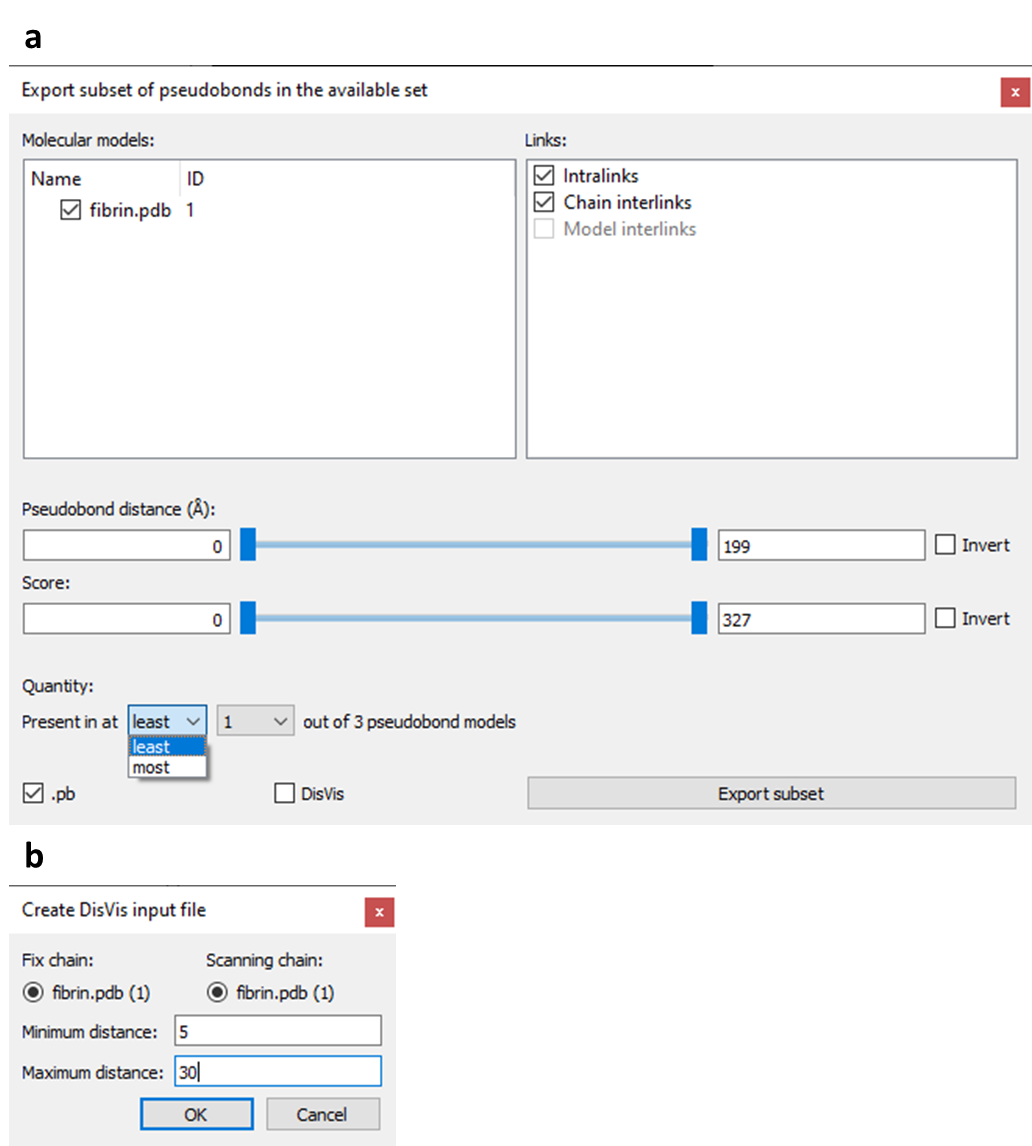 a
Export subset of pseudobonds in the available set
x
Molecular models:
Links:
Name ID
fibrin.pdb 1
Intralinks
Chain interlinks
Model interlinks
Pseudobond distance (Å):
0 199 Invert
Score:
0 327 Invert
Quantity:
Present in at least 1 out of 3 pseudobond models
least
most
.pb DisVis Export subset
b
Create DisVis input file
x
Fix chain: Scanning chain:
fibrin.pdb (1) fibrin.pdb (1)
Minimum distance: 5
Maximum distance: 30
OK Cancel